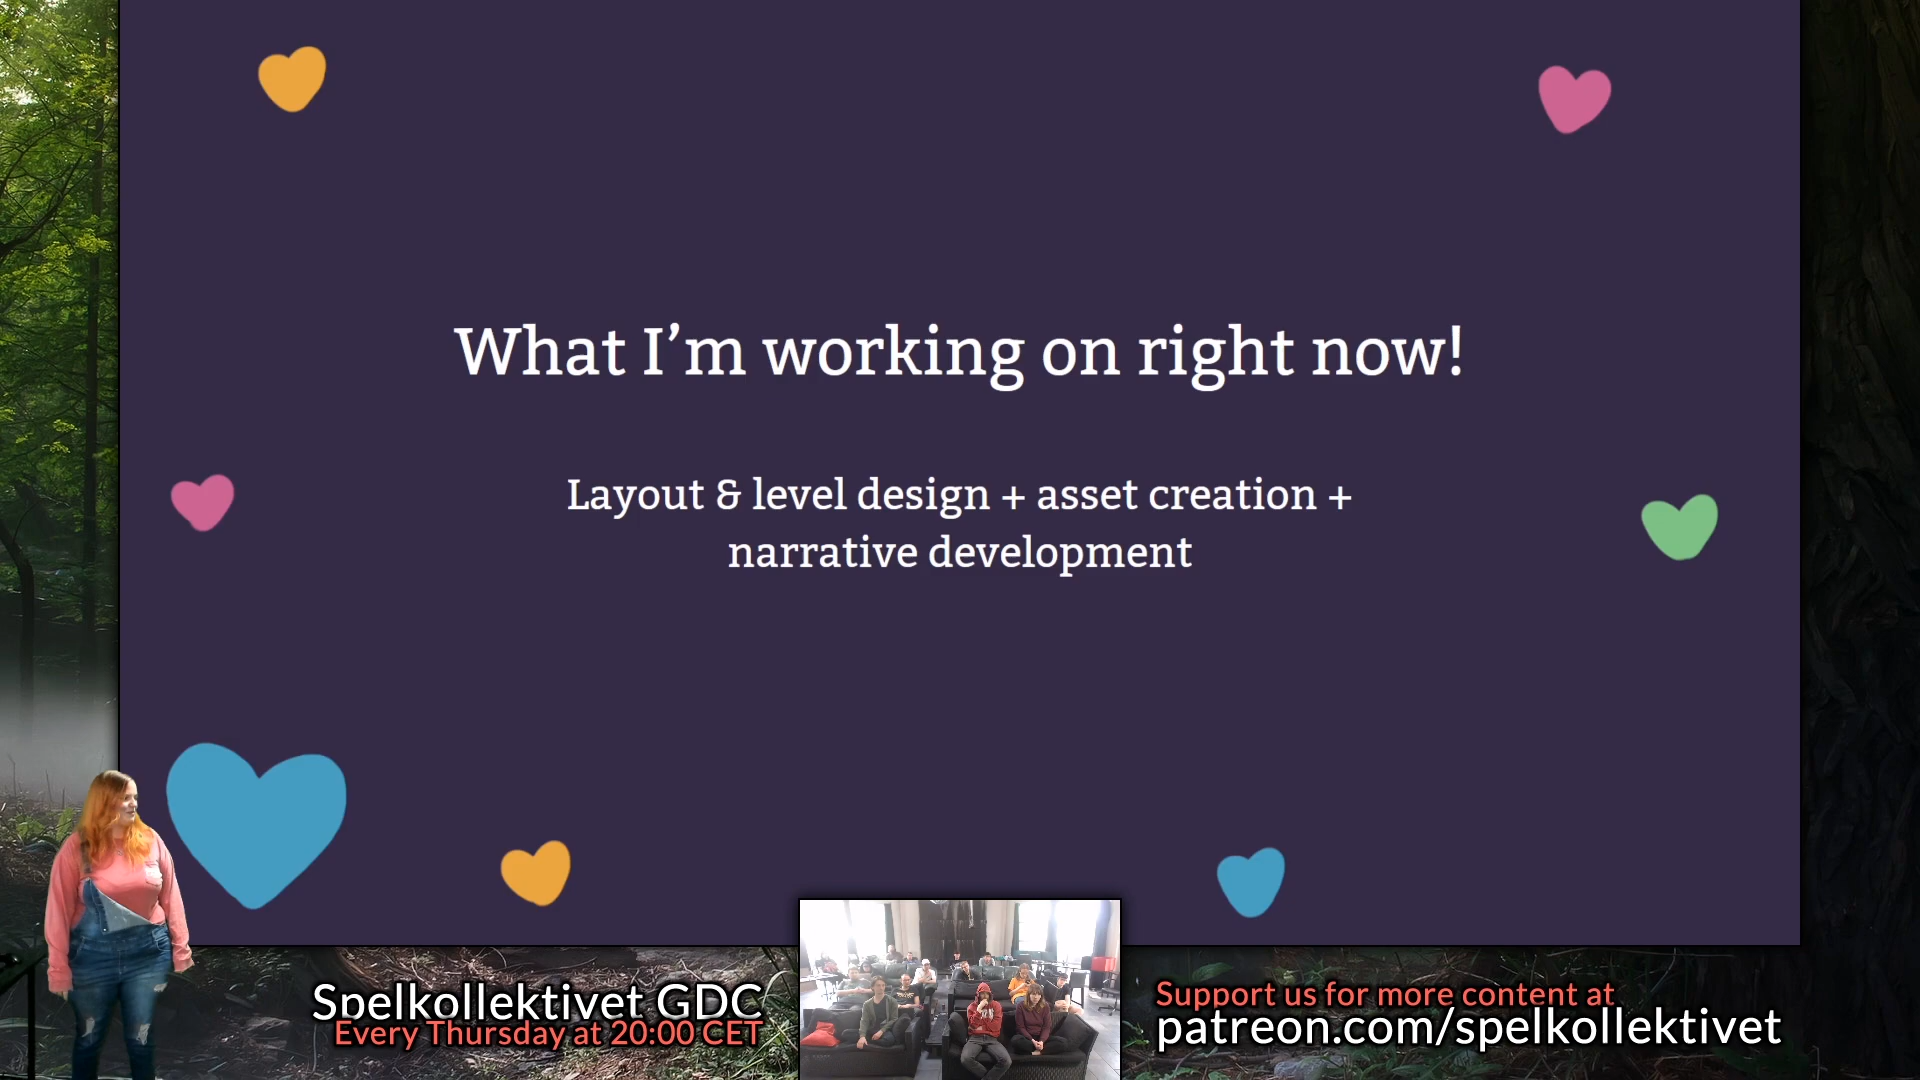 What I’m working on right now!
Layout & level design + asset creation +
narrative development
Spelkollektivet GDC
Every Thursday at 20:00 CET
Support us for more content at
patreon.com/spelkollektivet